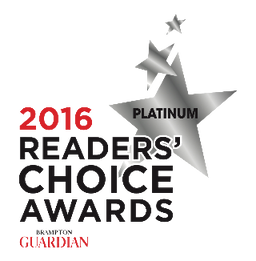 PLATINUM
2016
READERS'
CHOICE
AWARDS
BRAMPTON
GUARDIAN